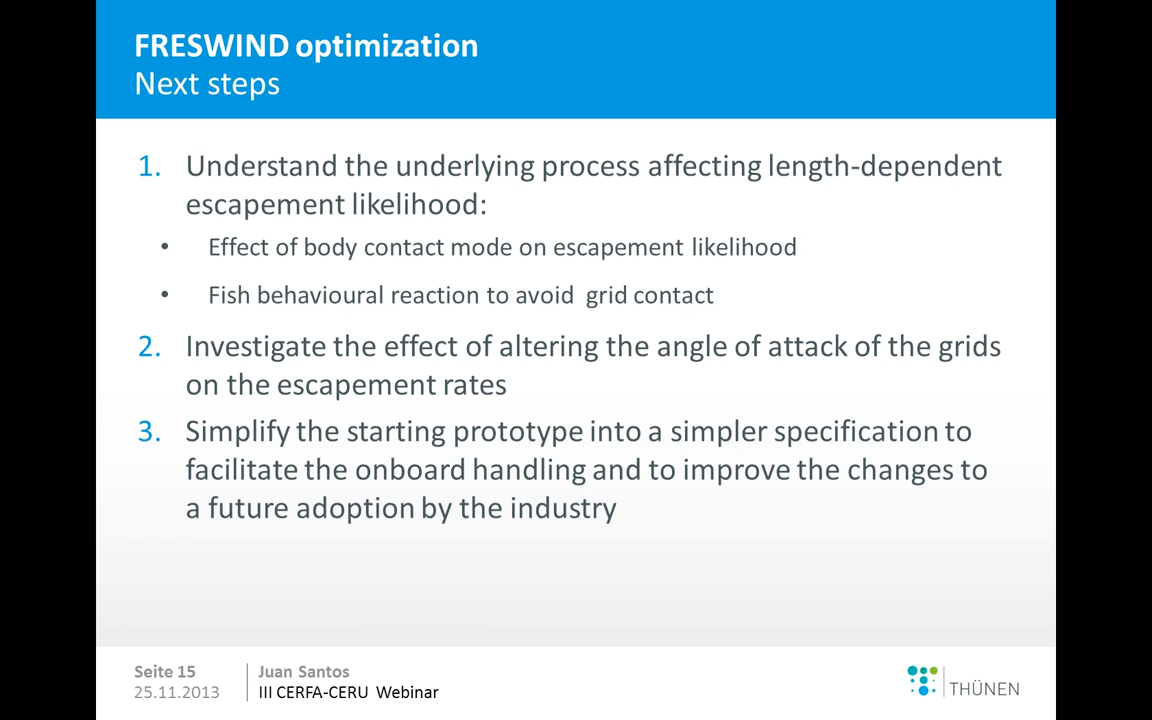 FRESWIND optimization
Next steps
1. Understand the underlying process affecting length-dependent
escapement likelihood:
• Effect of body contact mode on escapement likelihood
• Fish behavioural reaction to avoid grid contact
2. Investigate the effect of altering the angle of attack of the grids
on the escapement rates
3. Simplify the starting prototype into a simpler specification to
facilitate the onboard handling and to improve the changes to
a future adoption by the industry
Seite 15
25.11.2013
Juan Santos
III CERFA-CERU Webinar
THÜNEN